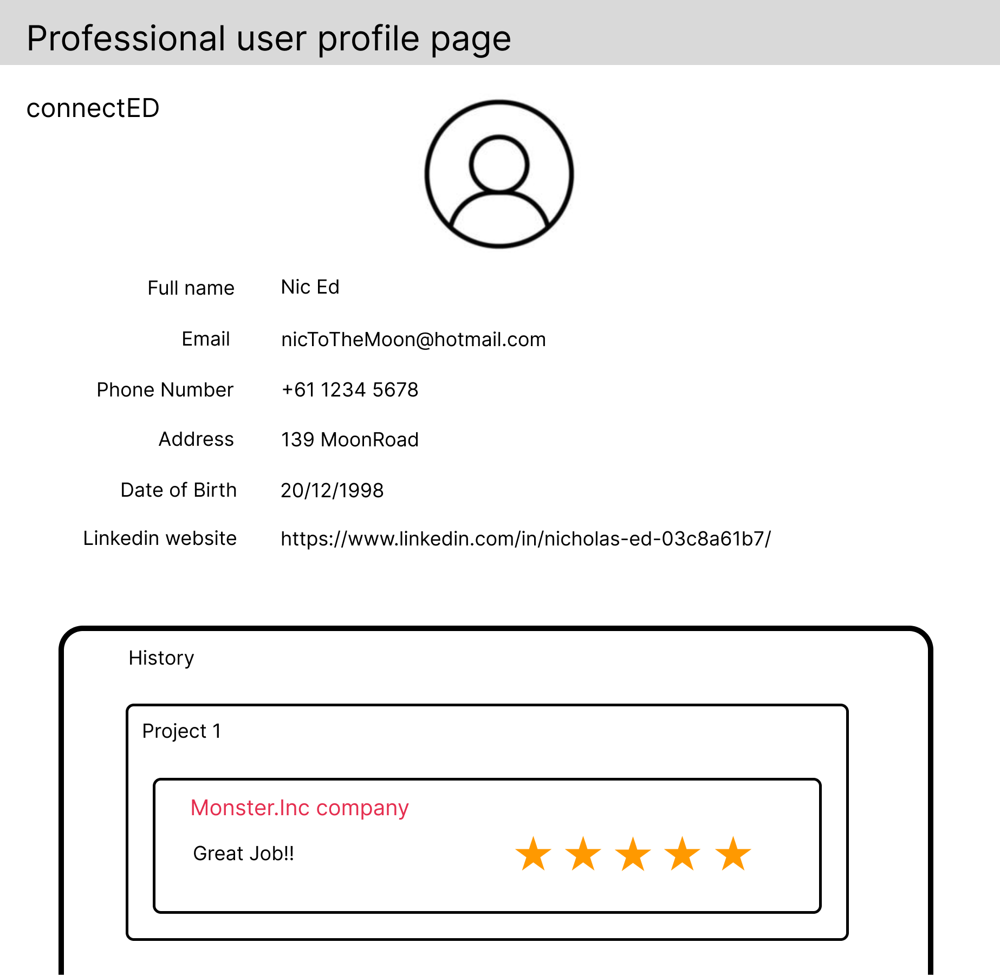 Professional user profile page
connectED
Full name Nic Ed
Email nicToTheMoon@hotmail.com
Phone Number +61 1234 5678
Address 139 MoonRoad
Date of Birth 20/12/1998
Linkedin website https://www.linkedin.com/in/nicholas-ed-03c8a61b7/
History
Project 1
Monster.Inc company
Great Job!!